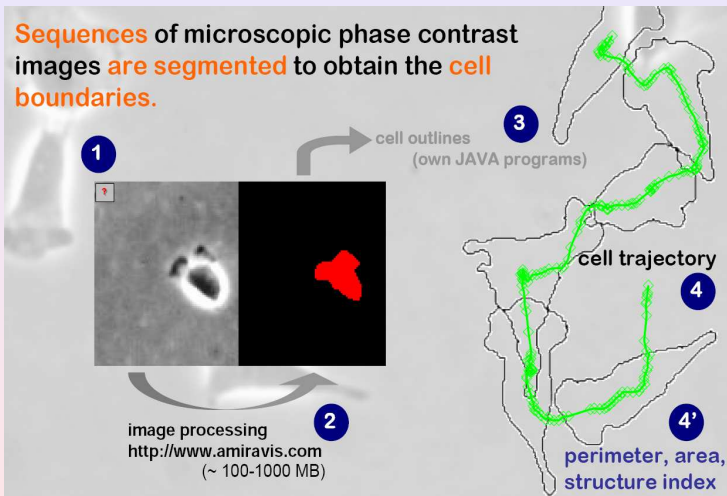 Sequences of microscopic phase contrast
images are segmented to obtain the cell
boundaries.
1
3
cell outlines
(own JAVA programs)
?
cell trajectory
4
2
image processing
http://www.amiravis.com
(~ 100-1000 MB)
4’
perimeter, area,
structure index